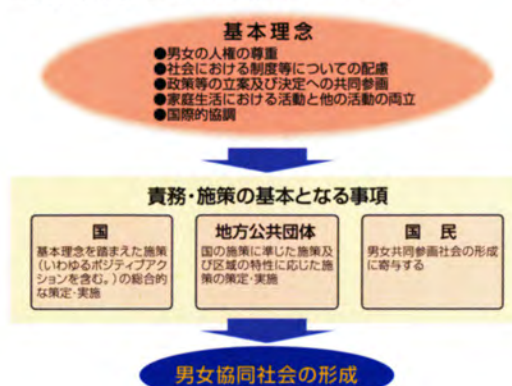 基本理念
●男女の人権の尊重
●社会における制度等についての配慮
●政策等の立案及び決定への共同参画
●家庭生活における活動と他の活動の両立
●国際的協調
責務・施策の基本となる事項
国
基本理念を踏まえた施策
(いわゆるポジティブアク
ションを含む。)の総合的
な策定・実施
地方公共団体
国の施策に準じた施策及
び区域の特性に応じた施
策の策定・実施
国 民
男女共同参画社会の形成
に寄与する
男女協同社会の形成